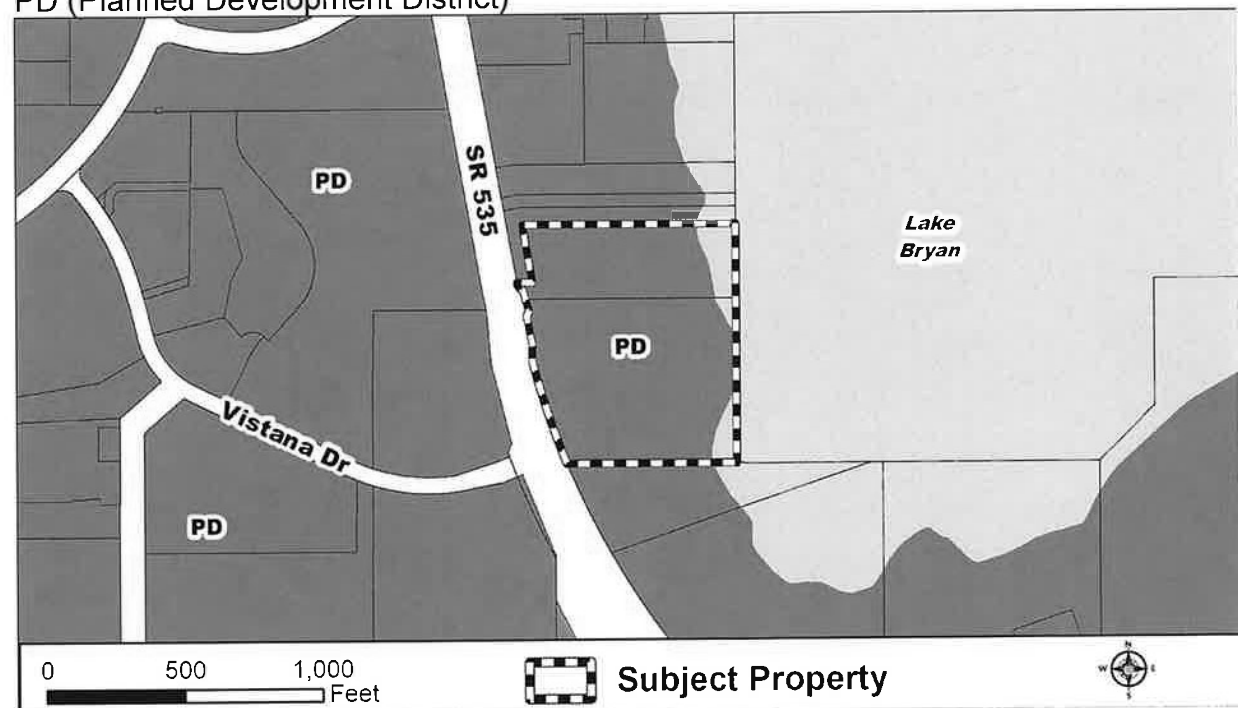 PD (Planned Development District)
PD
SR 535
Lake
Bryan
PD
Vistana Dr
PD
0 500 1,000
Feet
Subject Property
N
W E
S